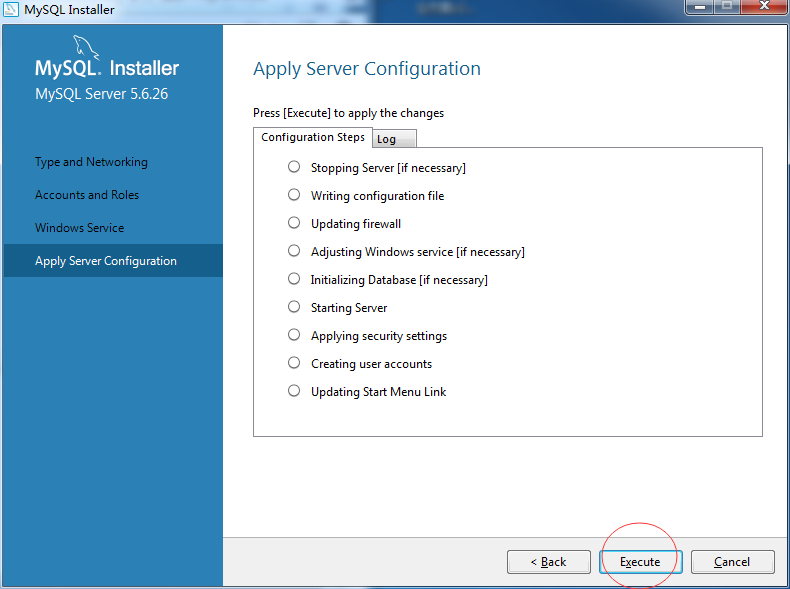 MySQL Installer
MySQL. Installer
MySQL Server 5.6.26
Type and Networking
Accounts and Roles
Windows Service
Apply Server Configuration
Apply Server Configuration
Press [Execute] to apply the changes
Configuration Steps
Log
Stopping Server [if necessary]
Writing configuration file
Updating firewall
Adjusting Windows service [if necessary]
Initializing Database [if necessary]
Starting Server
Applying security settings
Creating user accounts
Updating Start Menu Link
< Back
Execute
Cancel